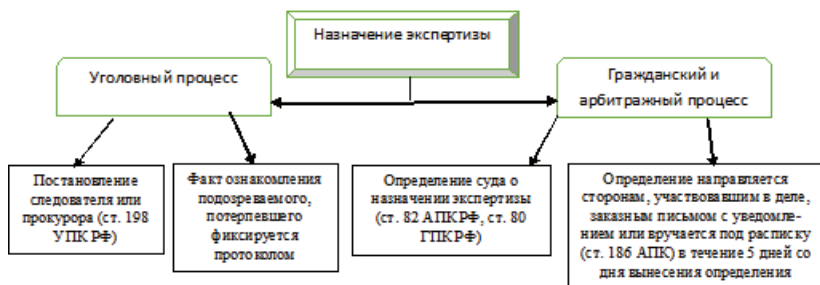 Назначение экспертизы
Уголовный процесс
Гражданский и
арбитражный процесс
Постановление
следователя или
прокурора (ст. 198
УПК РФ)
Факт ознакомления
подозреваемого,
потерпевшего
фиксируется
протоколом
Определение суда о
назначении экспертизы
(ст. 82 АПК РФ, ст. 80
ГПК РФ)
Определение направляется
сторонам, участвовавшим в деле,
заказным письмом с уведомле-
нием или вручается под расписку
(ст. 186 АПК) в течение 5 дней со
дня вынесения определения